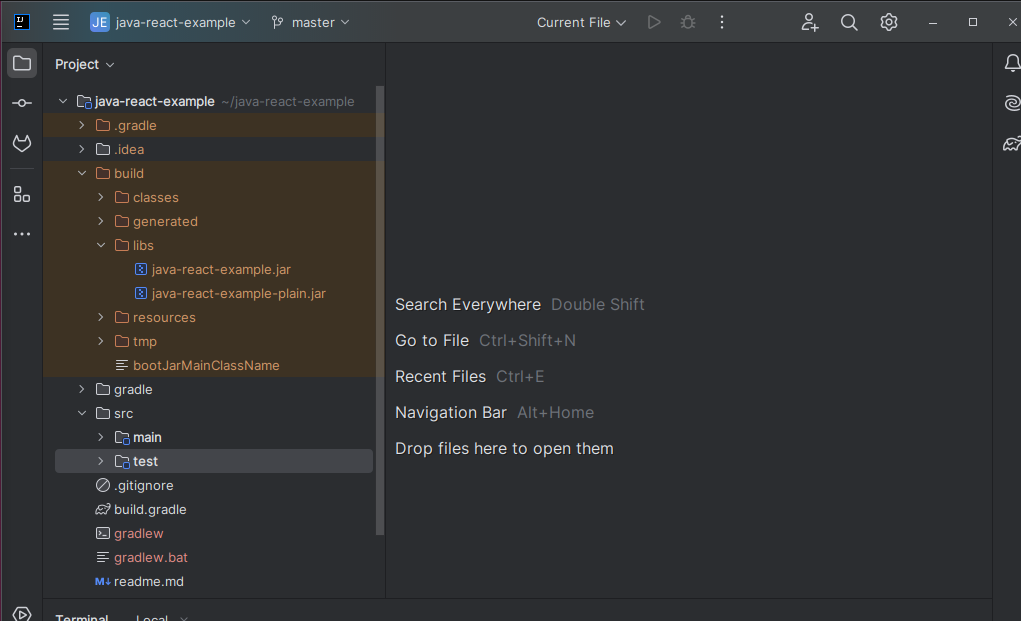 JE java-react-example master Current File
Project
java-react-example ~/java-react-example
.gradle
.idea
build
classes
generated
libs
java-react-example.jar
java-react-example-plain.jar
resources
tmp
bootJarMainClassName
gradle
src
main
test
.gitignore
build.gradle
gradlew
gradlew.bat
M↓ readme.md
Search Everywhere Double Shift
Go to File Ctrl+Shift+N
Recent Files Ctrl+E
Navigation Bar Alt+Home
Drop files here to open them
Terminal Local